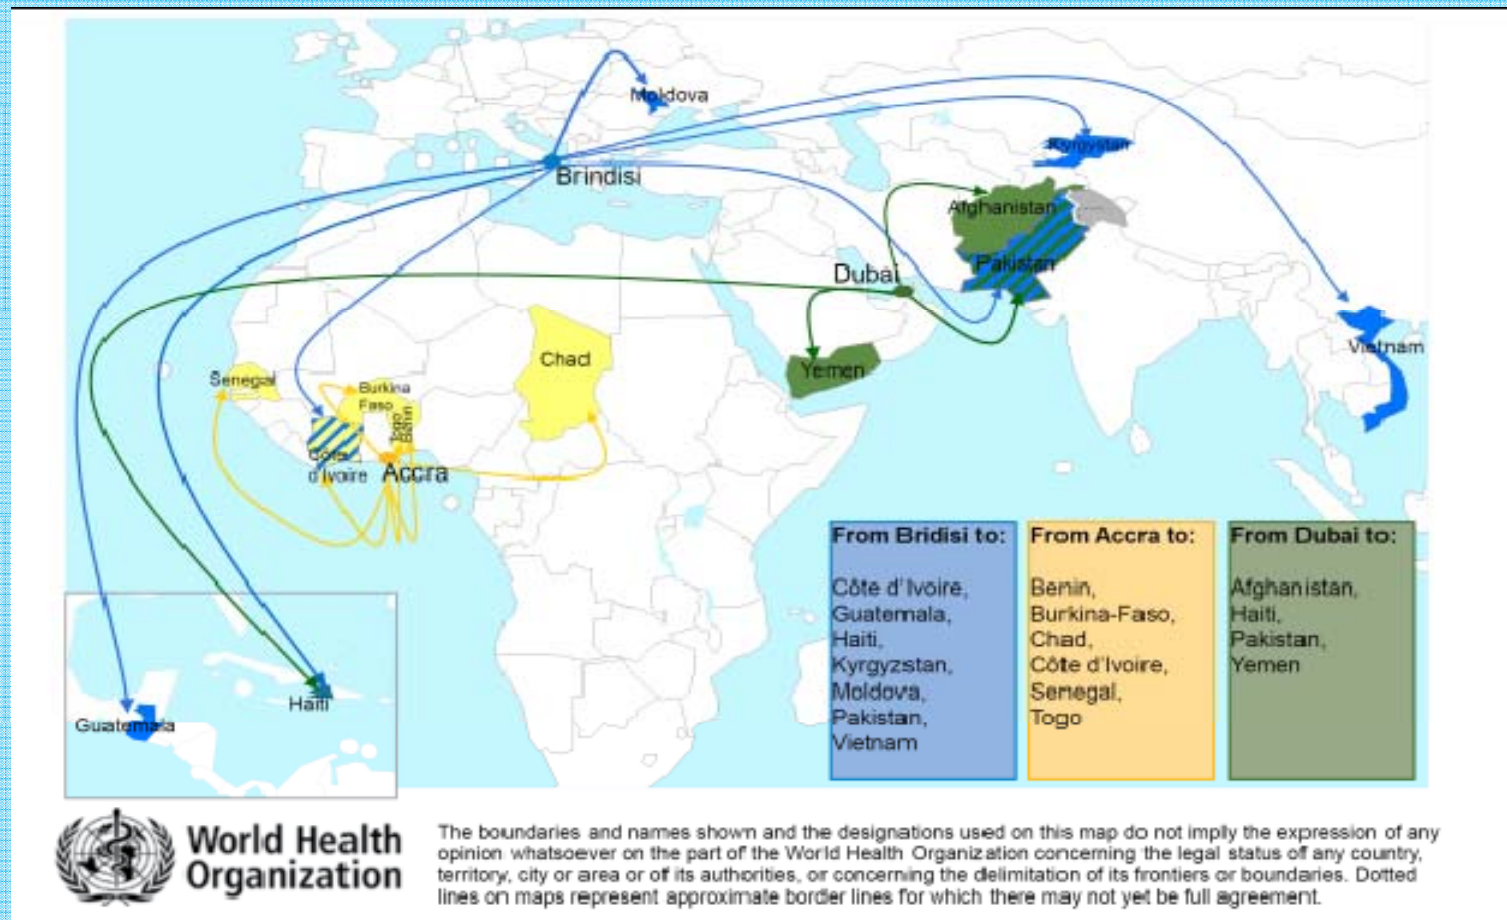 Moldova
Kyrgystan
Brindisi
Afghanistan
Pakistan
Dubai
Vietnam
Yemen
Chad
Senegal
Burkina
Faso
Togo
Benin
Côte
d'Ivoire
Accra
Haiti
Guatemala
From Bridisi to:
Côte d'Ivoire,
Guatemala,
Haiti,
Kyrgyzstan,
Moldova,
Pakistan,
Vietnam
From Accra to:
Benin,
Burkina-Faso,
Chad,
Côte d'Ivoire,
Senegal,
Togo
From Dubai to:
Afghanistan,
Haiti,
Pakistan,
Yemen
World Health
Organization
The boundaries and names shown and the designations used on this map do not imply the expression of any
opinion whatsoever on the part of the World Health Organization concerning the legal status of any country,
territory, city or area or of its authorities, or concerning the delimitation of its frontiers or boundaries. Dotted
lines on maps represent approximate border lines for which there may not yet be full agreement.